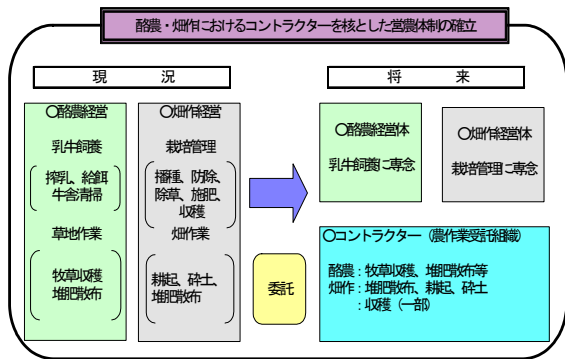 酪農・畑作におけるコントラクターを核とした営農体制の確立
現　況
○酪農経営
乳牛飼養
搾乳、給餌
牛舎清掃
草地作業
牧草収穫
堆肥散布
○畑作経営
栽培管理
播種、防除、
除草、施肥、
収穫
畑作業
耕起、砕土、
堆肥散布
委託
将　来
○酪農経営体
乳牛飼養に専念
○畑作経営体
栽培管理に専念
○コントラクター（農作業受託組織）
酪農：牧草収穫、堆肥散布等
畑作：堆肥散布、耕起、砕土
：収穫（一部）